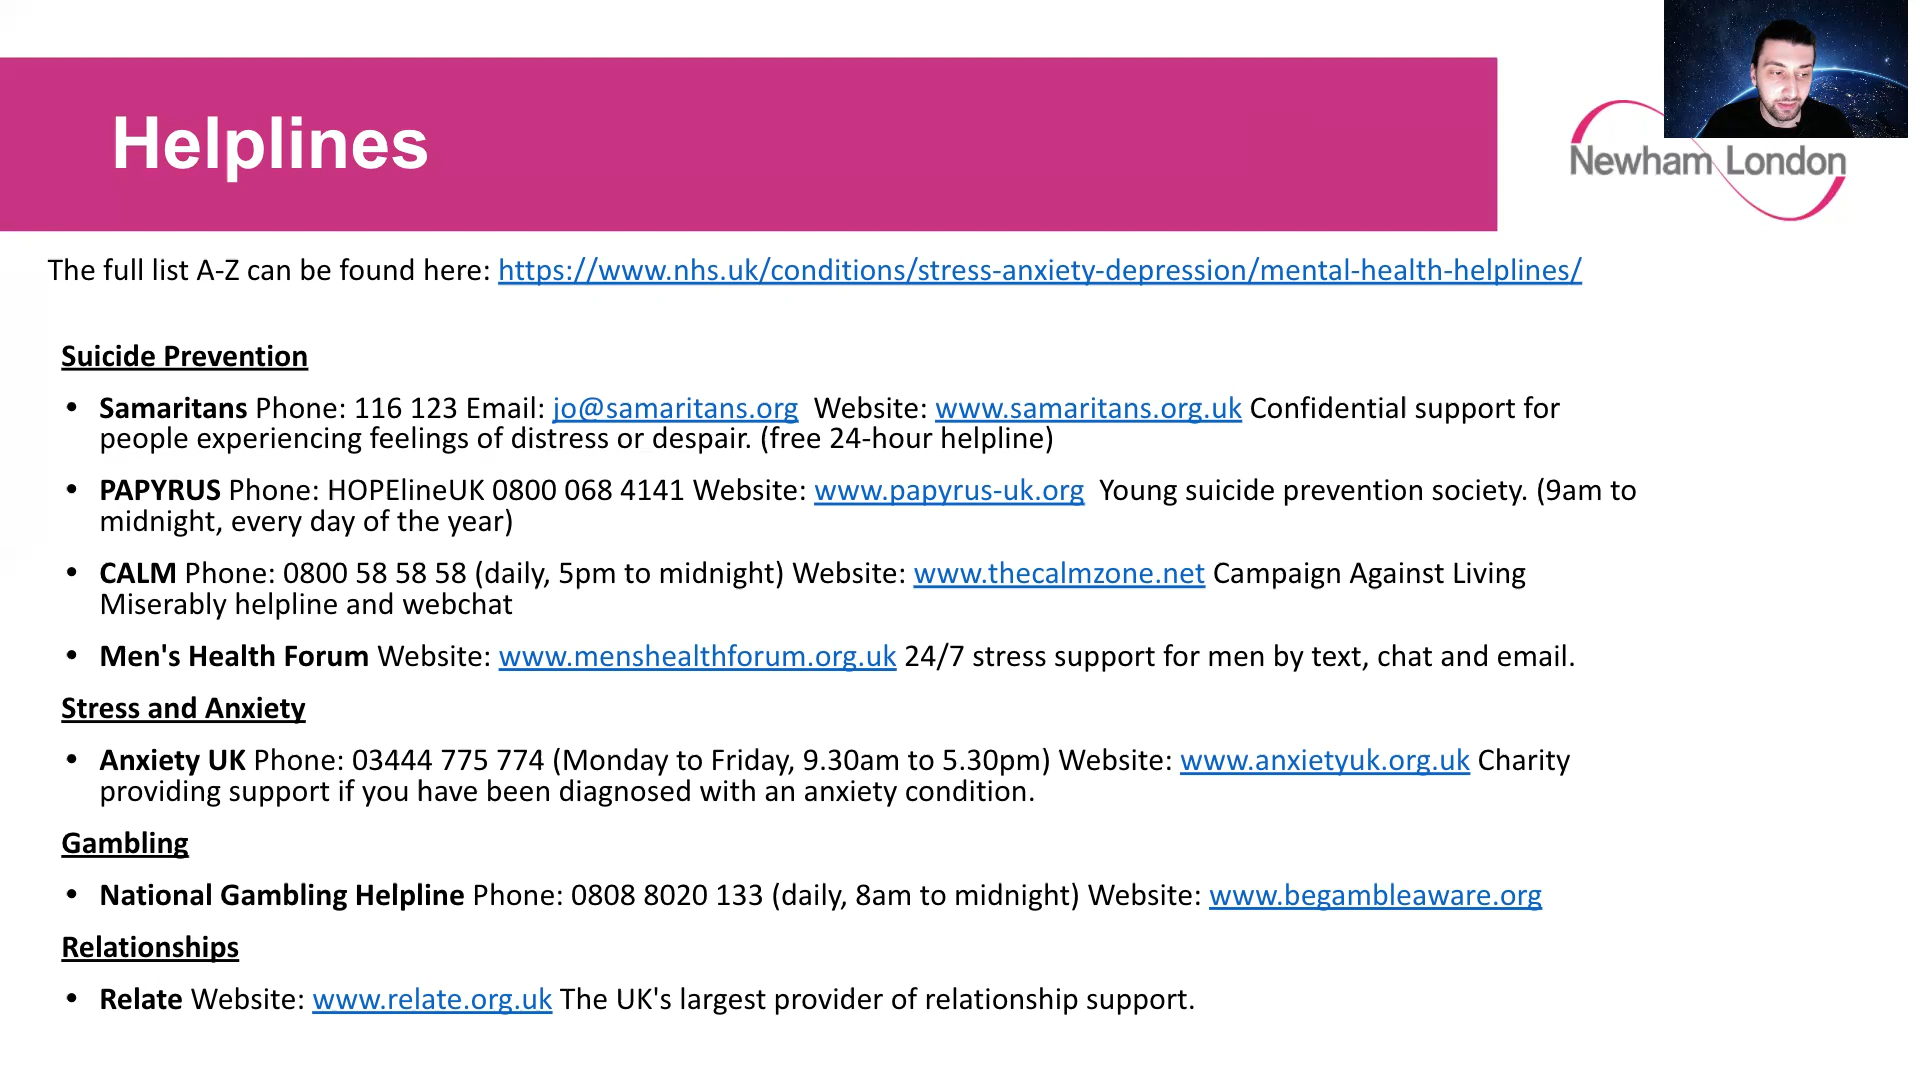 Helplines
Newham London
The full list A-Z can be found here: https://www.nhs.uk/conditions/stress-anxiety-depression/mental-health-helplines/
Suicide Prevention
• Samaritans Phone: 116 123 Email: jo@samaritans.org Website: www.samaritans.org.uk Confidential support for
people experiencing feelings of distress or despair. (free 24-hour helpline)
• PAPYRUS Phone: HOPElineUK 0800 068 4141 Website: www.papyrus-uk.org Young suicide prevention society. (9am to
midnight, every day of the year)
• CALM Phone: 0800 58 58 58 (daily, 5pm to midnight) Website: www.thecalmzone.net Campaign Against Living
Miserably helpline and webchat
• Men's Health Forum Website: www.menshealthforum.org.uk 24/7 stress support for men by text, chat and email.
Stress and Anxiety
• Anxiety UK Phone: 03444 775 774 (Monday to Friday, 9.30am to 5.30pm) Website: www.anxietyuk.org.uk Charity
providing support if you have been diagnosed with an anxiety condition.
Gambling
• National Gambling Helpline Phone: 0808 8020 133 (daily, 8am to midnight) Website: www.begambleaware.org
Relationships
• Relate Website: www.relate.org.uk The UK's largest provider of relationship support.